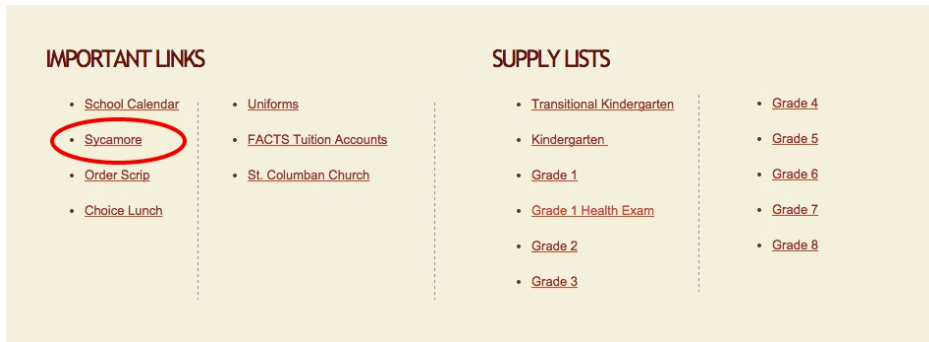 IMPORTANT LINKS
School Calendar
Sycamore
Order Scrip
Choice Lunch
Uniforms
FACTS Tuition Accounts
St. Columban Church
SUPPLY LISTS
Transitional Kindergarten
Kindergarten
Grade 1
Grade 1 Health Exam
Grade 2
Grade 3
Grade 4
Grade 5
Grade 6
Grade 7
Grade 8